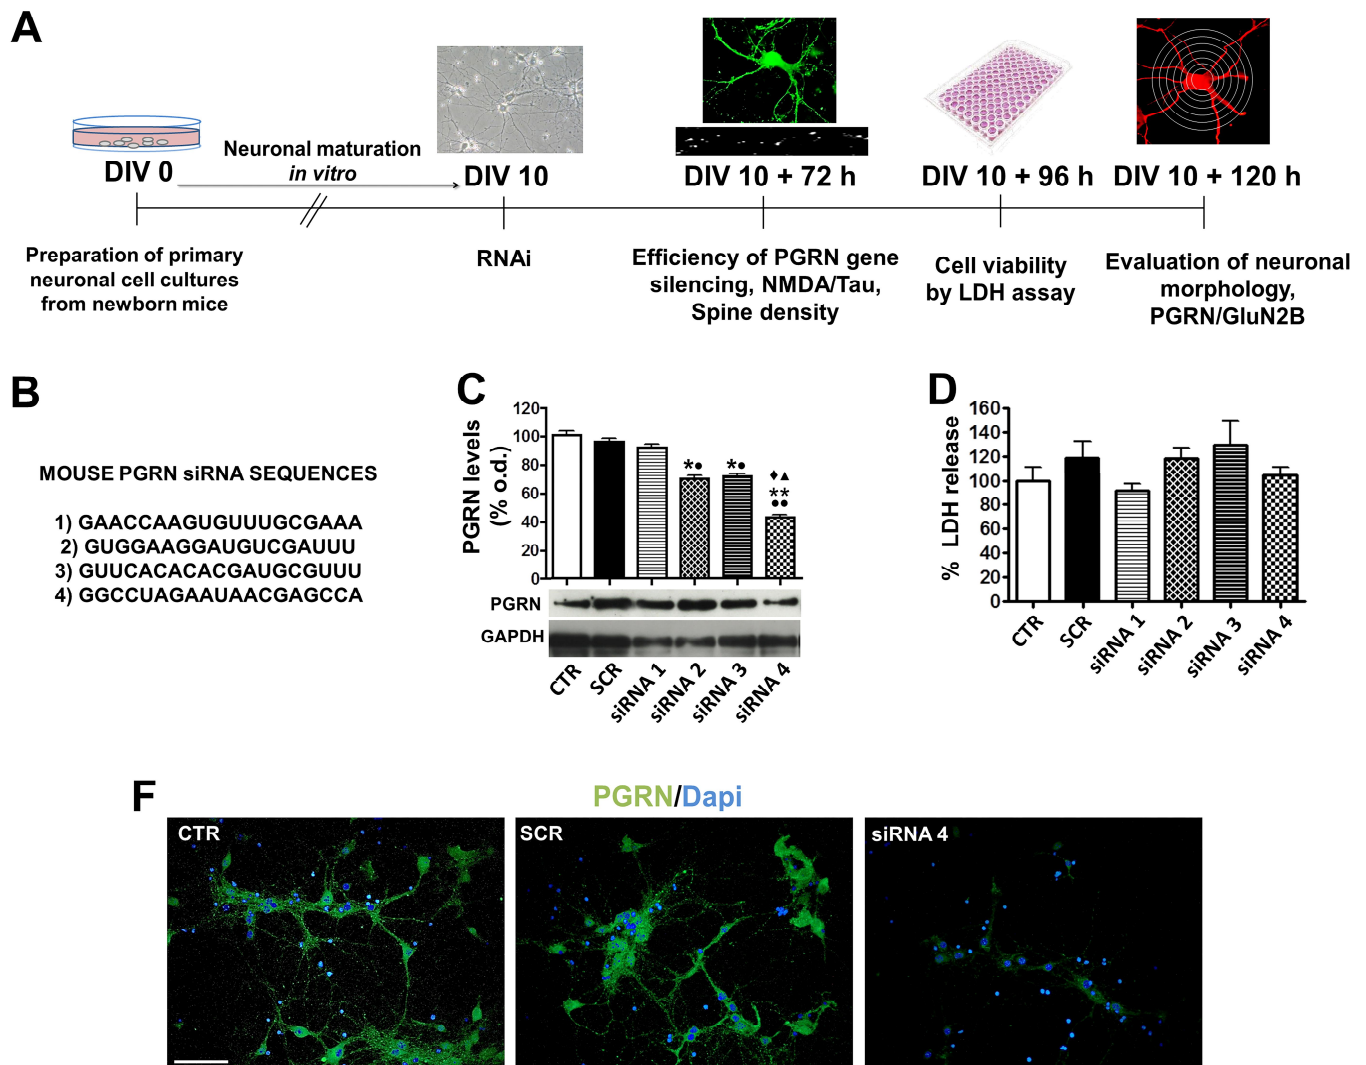 A
DIV 0
Neuronal maturation
in vitro
DIV 10
DIV 10 + 72 h
DIV 10 + 96 h
DIV 10 + 120 h
Preparation of primary
neuronal cell cultures
from newborn mice
RNAi
Efficiency of PGRN gene
silencing, NMDA/Tau,
Spine density
Cell viability
by LDH assay
Evaluation of neuronal
morphology,
PGRN/GluN2B
B
MOUSE PGRN siRNA SEQUENCES
1) GAACCAAGUGUUUGCGAAA
2) GUGGAAGGAUGUCGAUUU
3) GUUCACACACGAUGCGUUU
4) GGCCUAGAAUAACGAGCCA
C
PGRN levels
(% o.d.)
120
100
80
60
40
20
0
*●
*●
♦▲
**
●●
PGRN
GAPDH
CTR
SCR
siRNA 1
siRNA 2
siRNA 3
siRNA 4
D
% LDH release
160
140
120
100
80
60
40
20
0
CTR
SCR
siRNA 1
siRNA 2
siRNA 3
siRNA 4
F
PGRN/Dapi
CTR
SCR
siRNA 4